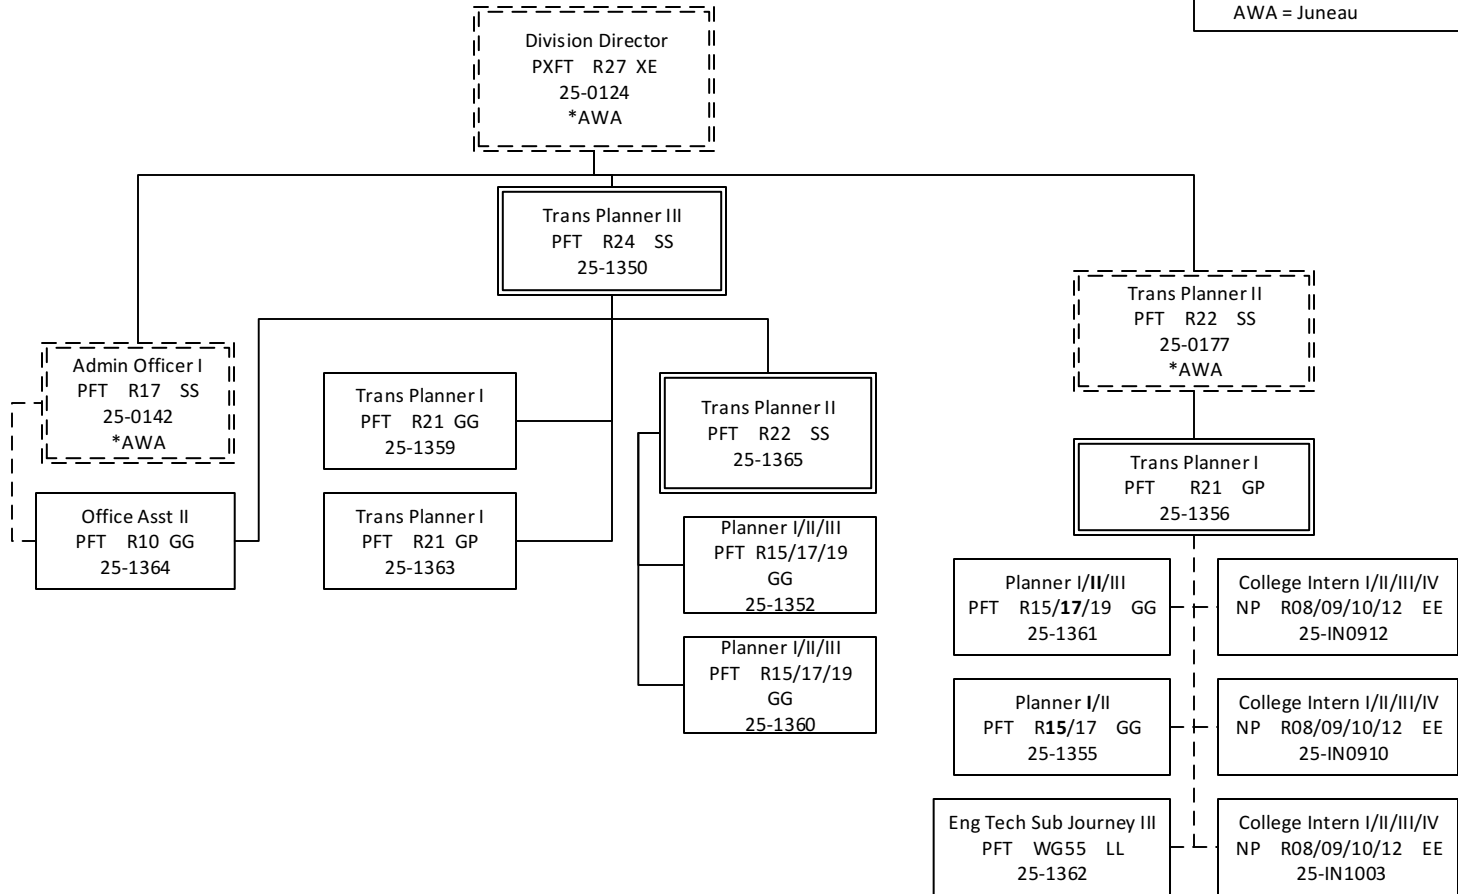 AWA = Juneau
Division Director
PXFT R27 XE
25-0124
*AWA
Trans Planner III
PFT R24 SS
25-1350
Trans Planner II
PFT R22 SS
25-0177
*AWA
Admin Officer I
PFT R17 SS
25-0142
*AWA
Trans Planner I
PFT R21 GG
25-1359
Trans Planner II
PFT R22 SS
25-1365
Trans Planner I
PFT R21 GP
25-1356
Office Asst II
PFT R10 GG
25-1364
Trans Planner I
PFT R21 GP
25-1363
Planner I/II/III
PFT R15/17/19
GG
25-1352
Planner I/II/III
PFT R15/17/19
GG
25-1360
Planner I/II/III
PFT R15/17/19 GG
25-1361
College Intern I/II/III/IV
NP R08/09/10/12 EE
25-IN0912
Planner I/II
PFT R15/17 GG
25-1355
College Intern I/II/III/IV
NP R08/09/10/12 EE
25-IN0910
Eng Tech Sub Journey III
PFT WG55 LL
25-1362
College Intern I/II/III/IV
NP R08/09/10/12 EE
25-IN1003